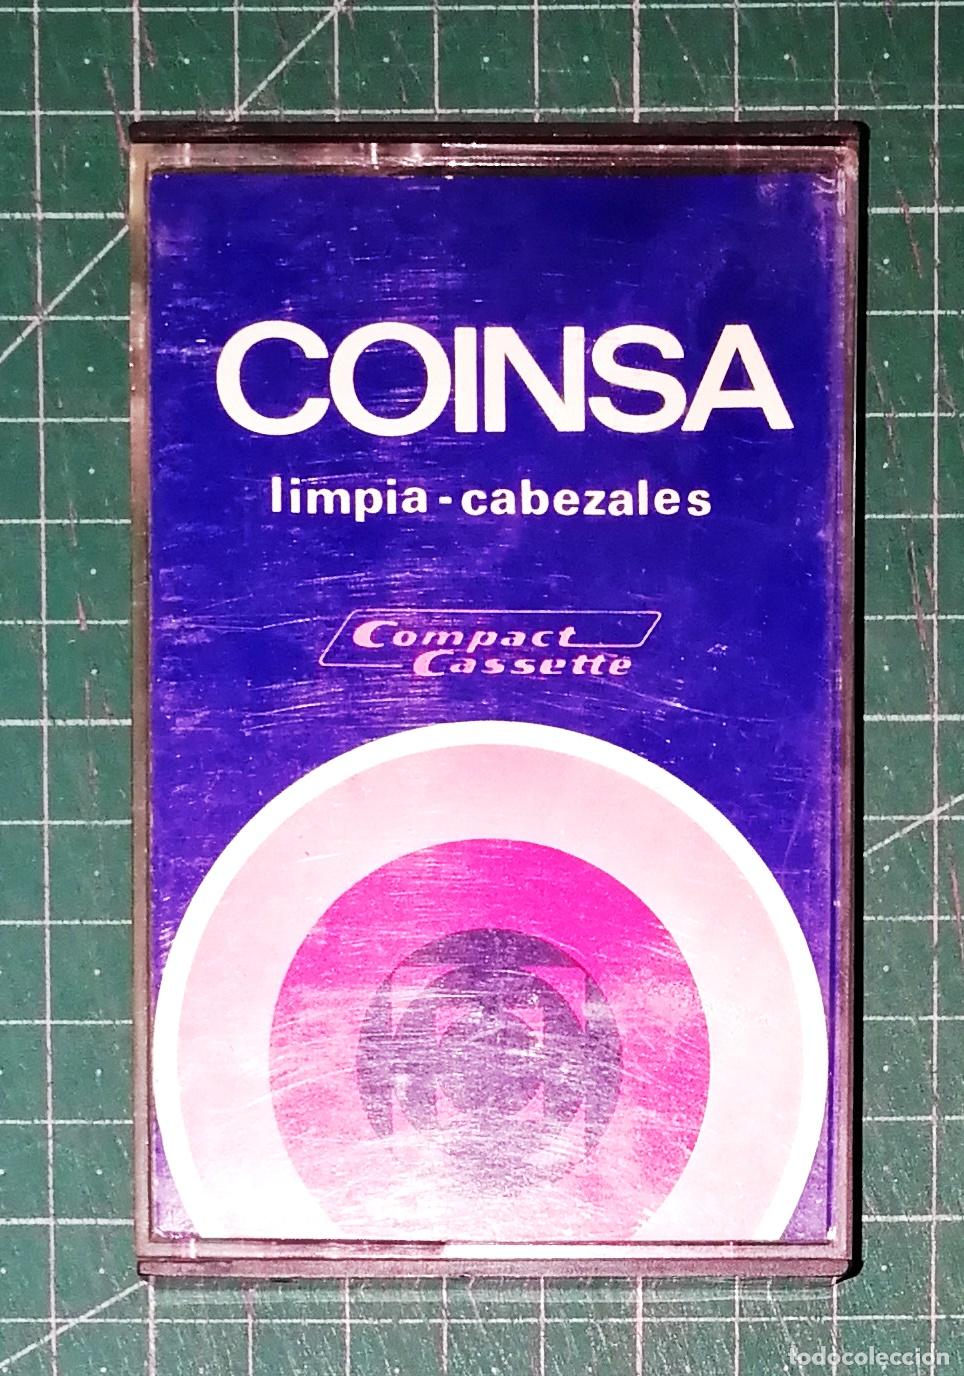 COINSA
limpia-cabezales
Compact
Cassette
todocoleccion